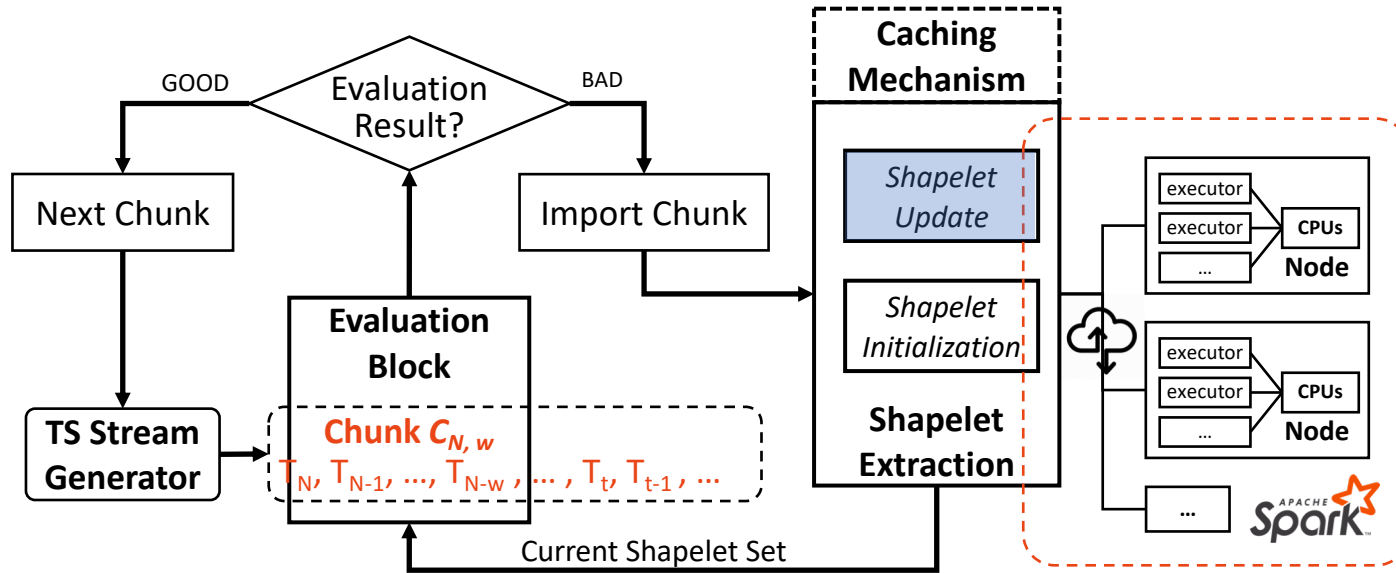 GOOD
Evaluation
Result?
BAD
Next Chunk
Import Chunk
Evaluation
Block
TS Stream
Generator
Chunk C_{N, w}
T_N, T_{N-1}, ..., T_{N-w} , ... , T_t, T_{t-1}, ...
Current Shapelet Set
Caching
Mechanism
Shapelet
Update
Shapelet
Initialization
Shapelet
Extraction
executor
executor
...
CPUs
Node
executor
executor
...
CPUs
Node
...
APACHE
Spark™